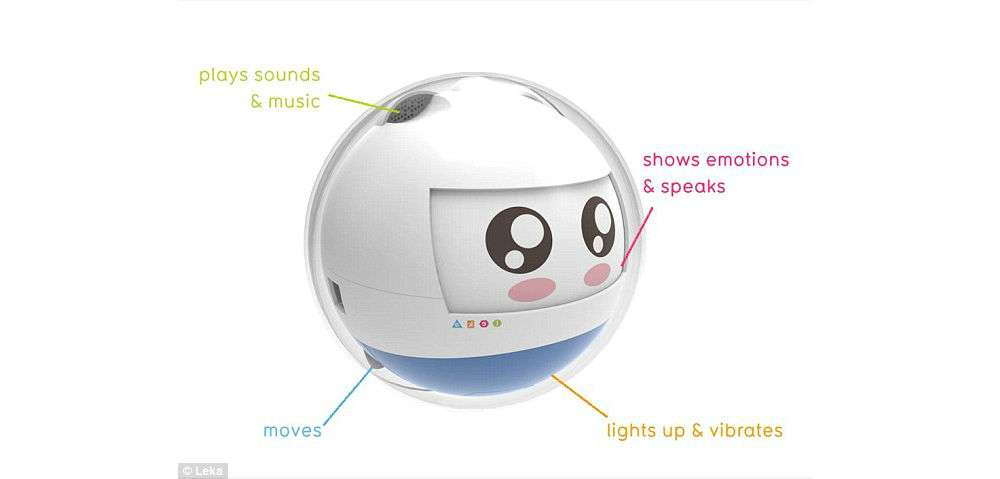 plays sounds
& music
shows emotions
& speaks
moves
lights up & vibrates
© Leka